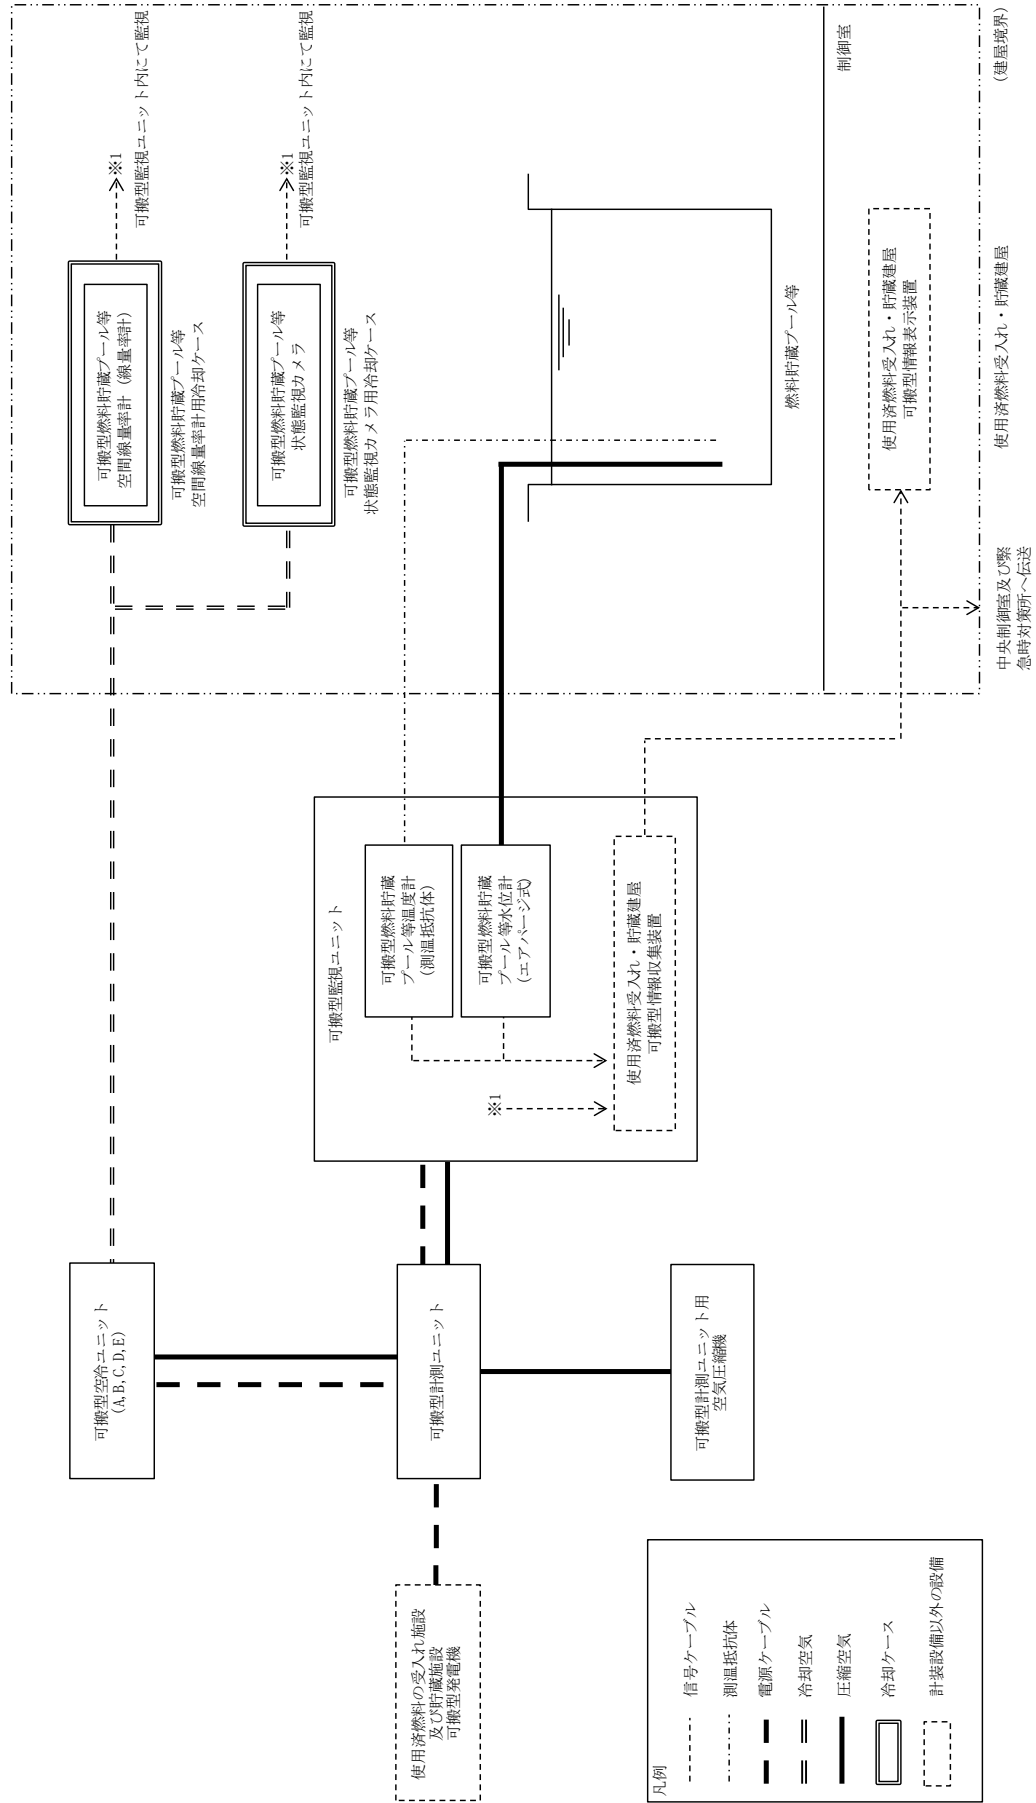 使用済燃料の受入れ施設
及び貯蔵施設
可搬型発電機
可搬型空冷ユニット
(A,B,C,D,E)
可搬型計測ユニット
可搬型計測ユニット用
空気圧縮機
可搬型監視ユニット
可搬型燃料貯蔵
プール等温度計
(測温抵抗体)
可搬型燃料貯蔵
プール等水位計
(エアパージ式)
※1
使用済燃料受入れ・貯蔵建屋
可搬型情報収集装置
可搬型燃料貯蔵プール等
空間線量率計（線量率計）
可搬型燃料貯蔵プール等
空間線量率計用冷却ケース
※1
可搬型監視ユニット内にて監視
可搬型燃料貯蔵プール等
状態監視カメラ
可搬型燃料貯蔵プール等
状態監視カメラ用冷却ケース
※1
可搬型監視ユニット内にて監視
燃料貯蔵プール等
制御室
使用済燃料受入れ・貯蔵建屋
可搬型情報表示装置
中央制御室及び緊
急時対策所へ伝送
使用済燃料受入れ・貯蔵建屋
（建屋境界）
凡例
信号ケーブル
測温抵抗体
電源ケーブル
冷却空気
圧縮空気
冷却ケース
計装設備以外の設備